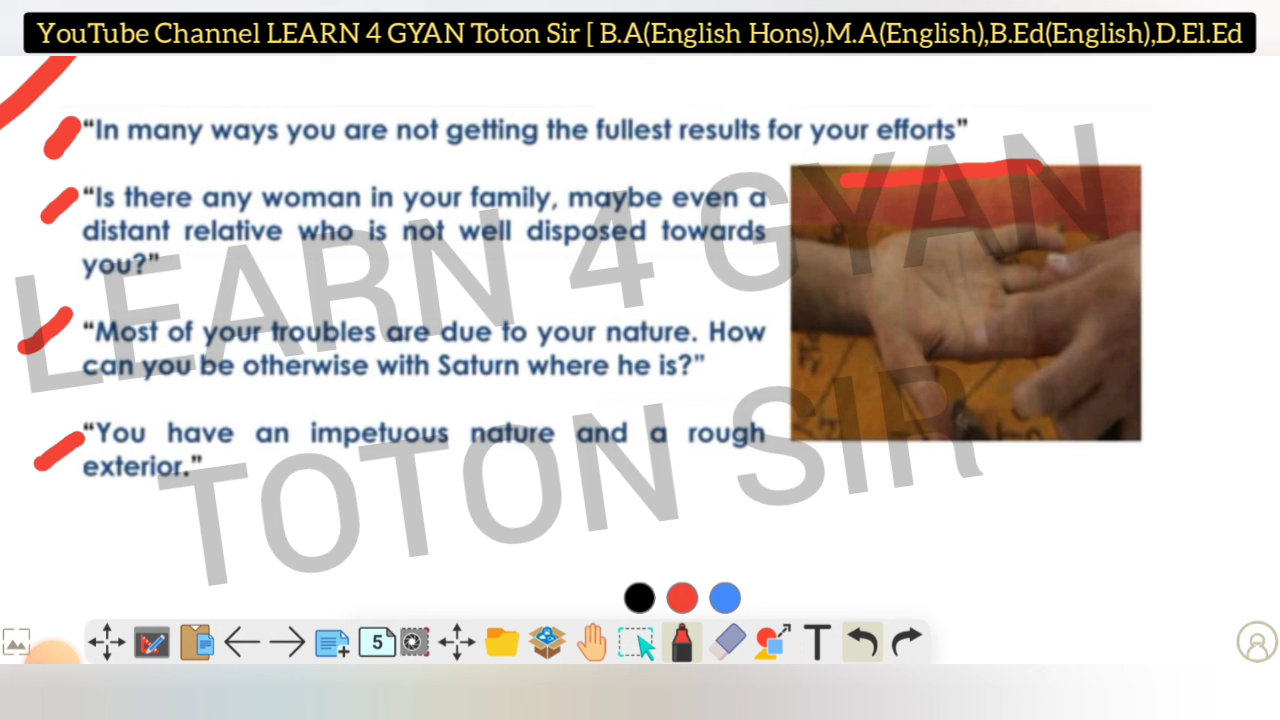 YouTube Channel LEARN 4 GYAN Toton Sir [ B.A(English Hons),M.A(English),B.Ed(English),D.El.Ed
“In many ways you are not getting the fullest results for your efforts”
“Is there any woman in your family, maybe even a
distant relative who is not well disposed towards
you?”
“Most of your troubles are due to your nature. How
can you be otherwise with Saturn where he is?”
“You have an impetuous nature and a rough
exterior.”
LEARN 4 GYAN
TOTON SIR
5
T